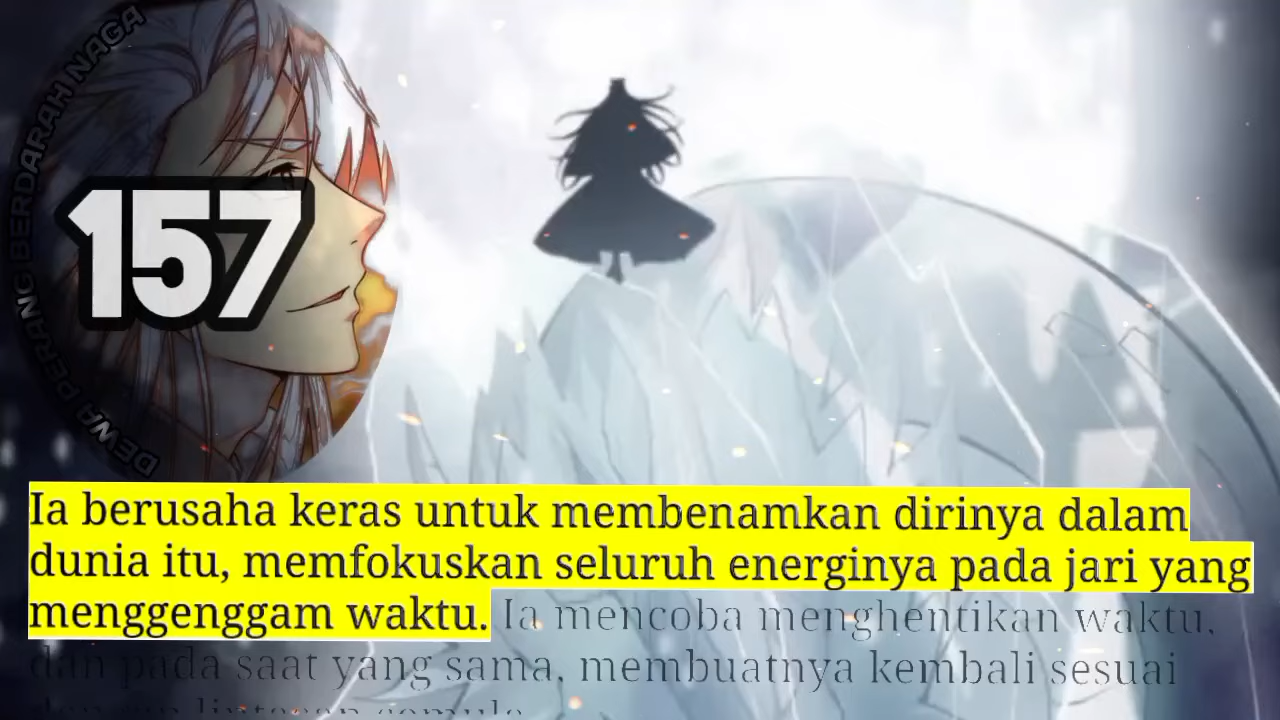 DEWA PERANG BERDARAH NAGA
157
Ia berusaha keras untuk membenamkan dirinya dalam
dunia itu, memfokuskan seluruh energinya pada jari yang
menggenggam waktu. Ia mencoba menghentikan waktu,
dan pada saat yang sama, membuatnya kembali sesuai